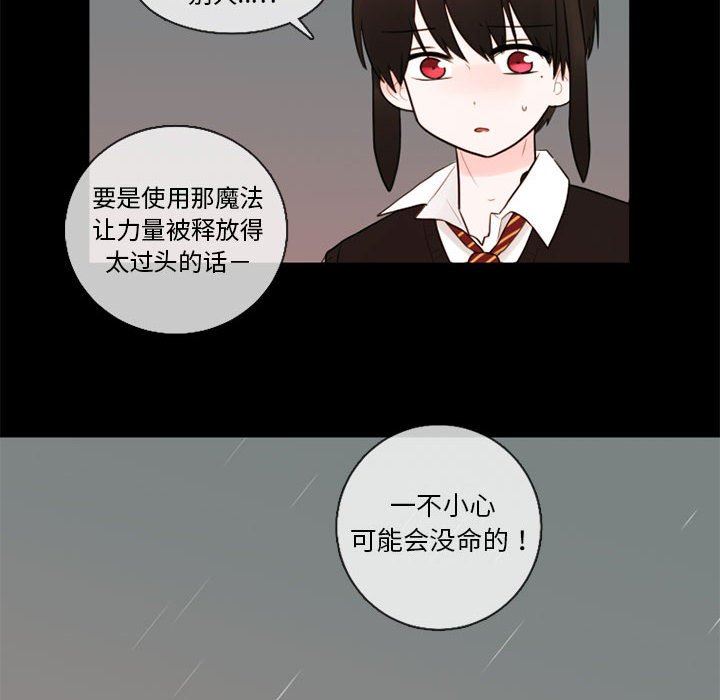 要是使用那魔法
让力量被释放得
太过头的话—
一不小心
可能会没命的！